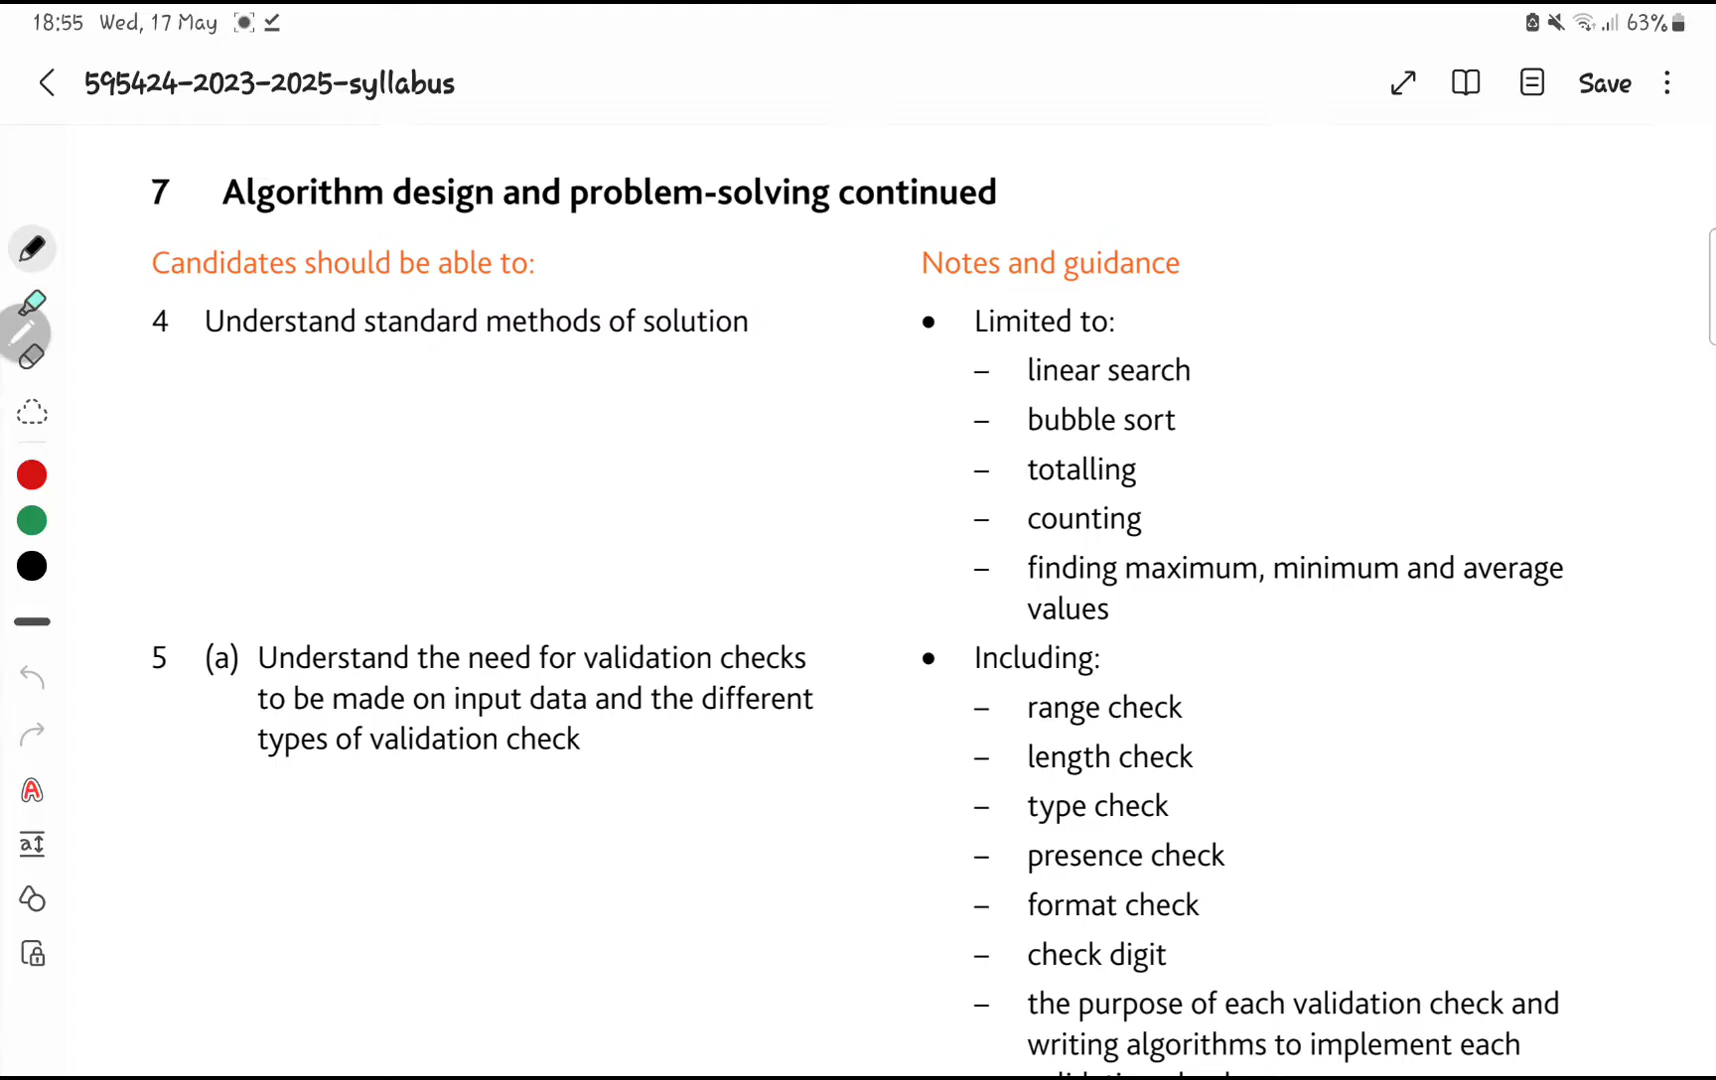 18:55 Wed, 17 May
63%
595424-2023-2025-syllabus
Save
7 Algorithm design and problem-solving continued
Candidates should be able to:
Notes and guidance
4 Understand standard methods of solution
• Limited to:
– linear search
– bubble sort
– totalling
– counting
– finding maximum, minimum and average
values
5 (a) Understand the need for validation checks
to be made on input data and the different
types of validation check
• Including:
– range check
– length check
– type check
– presence check
– format check
– check digit
– the purpose of each validation check and
writing algorithms to implement each